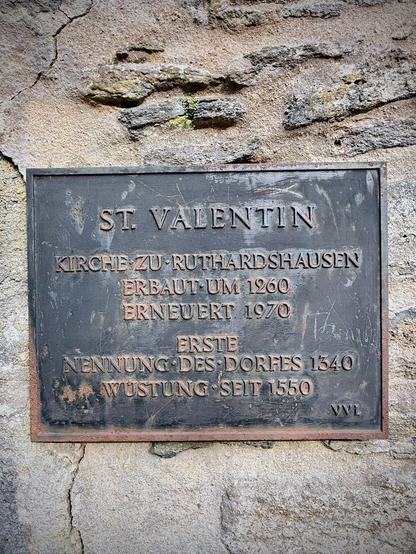 ST. VALENTIN
KIRCHE·ZU·RUTHARDSHAUSEN
ERBAUT·UM 1260
ERNEUERT 1970
ERSTE
NENNUNG·DES·DORFES 1340
WÜSTUNG·SEIT 1550
VVL